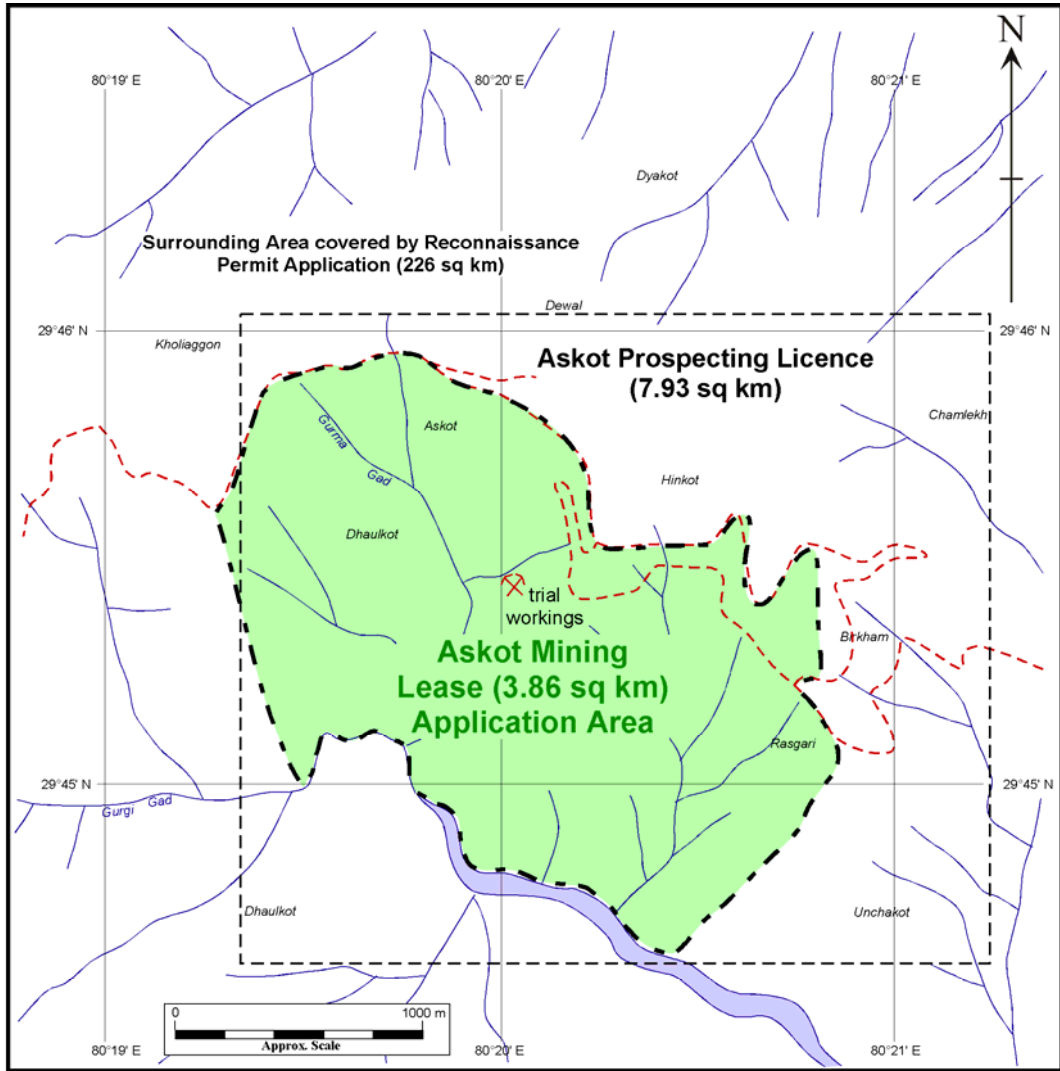 N
80°19' E
80°20' E
80°21' E
Dyakot
Surrounding Area covered by Reconnaissance
Permit Application (226 sq km)
Dewal
29°46' N
29°46' N
Kholiaggon
Askot Prospecting Licence
(7.93 sq km)
Chamlekh
Gurma
Gad
Askot
Hinkot
Dhaulkot
trial
workings
Birkham
Askot Mining
Lease (3.86 sq km)
Application Area
Rasgari
29°45' N
29°45' N
Gurgi Gad
Dhaulkot
Unchakot
0
1000 m
Approx. Scale
80°19' E
80°20' E
80°21' E